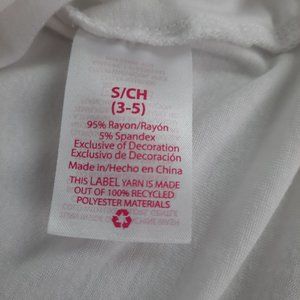 S/CH
(3-5)
95% Rayon/Rayón
5% Spandex
Exclusive of Decoration
Exclusivo de Decoración
Made in/Hecho en China
THIS LABEL YARN IS MADE
OUT OF 100% RECYCLED
POLYESTER MATERIALS